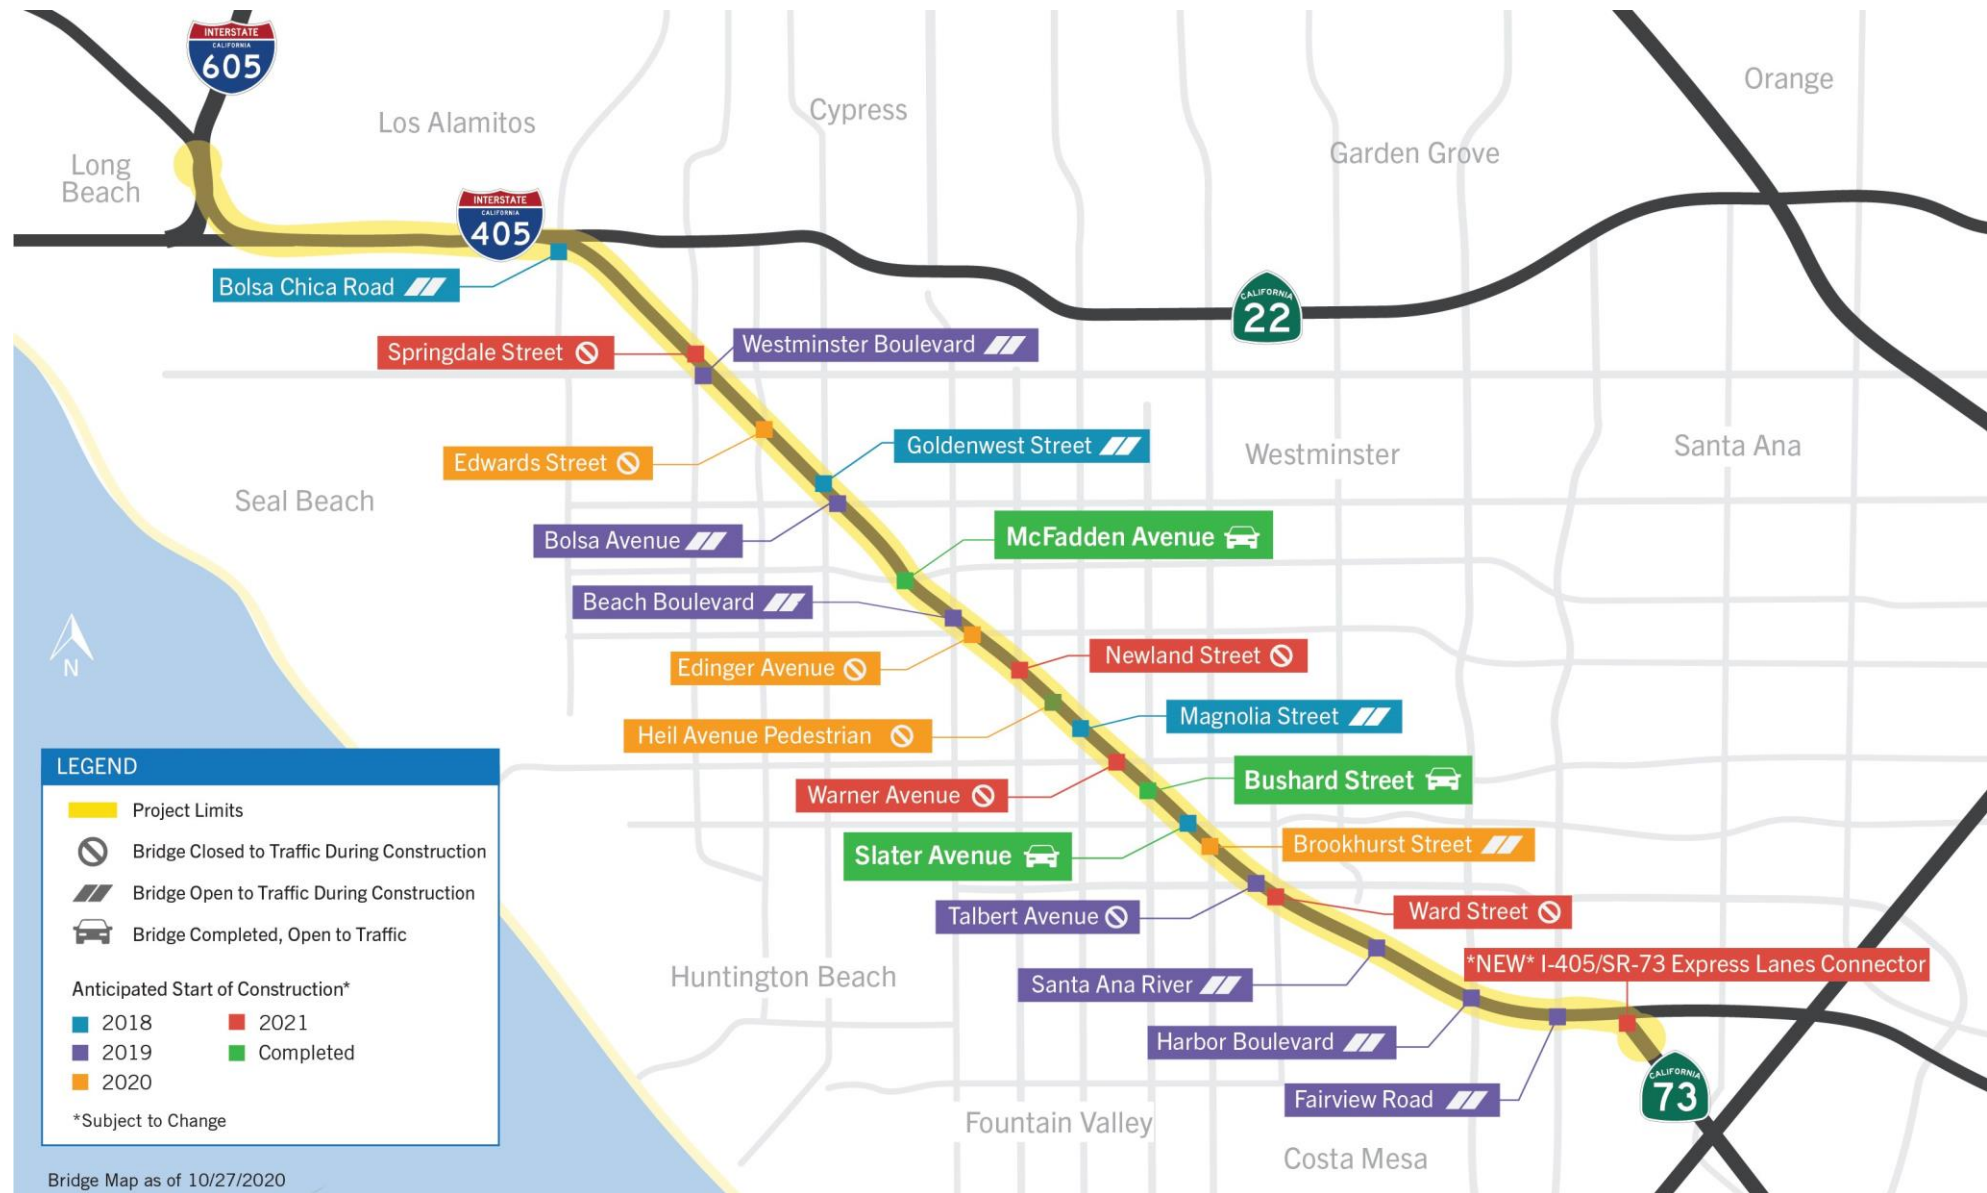 INTERSTATE
CALIFORNIA
605
Los Alamitos
Cypress
Orange
Garden Grove
Long
Beach
INTERSTATE
CALIFORNIA
405
Bolsa Chica Road
CALIFORNIA
22
Springdale Street
Westminster Boulevard
Edwards Street
Goldenwest Street
Westminster
Santa Ana
Seal Beach
Bolsa Avenue
McFadden Avenue
Beach Boulevard
N
Edinger Avenue
Newland Street
Heil Avenue Pedestrian
Magnolia Street
Warner Avenue
Bushard Street
Slater Avenue
Brookhurst Street
Talbert Avenue
Ward Street
Huntington Beach
Santa Ana River
*NEW* I-405/SR-73 Express Lanes Connector
Harbor Boulevard
Fairview Road
CALIFORNIA
73
Fountain Valley
Costa Mesa
LEGEND
Project Limits
Bridge Closed to Traffic During Construction
Bridge Open to Traffic During Construction
Bridge Completed, Open to Traffic
Anticipated Start of Construction*
2018
2021
2019
Completed
2020
*Subject to Change
Bridge Map as of 10/27/2020